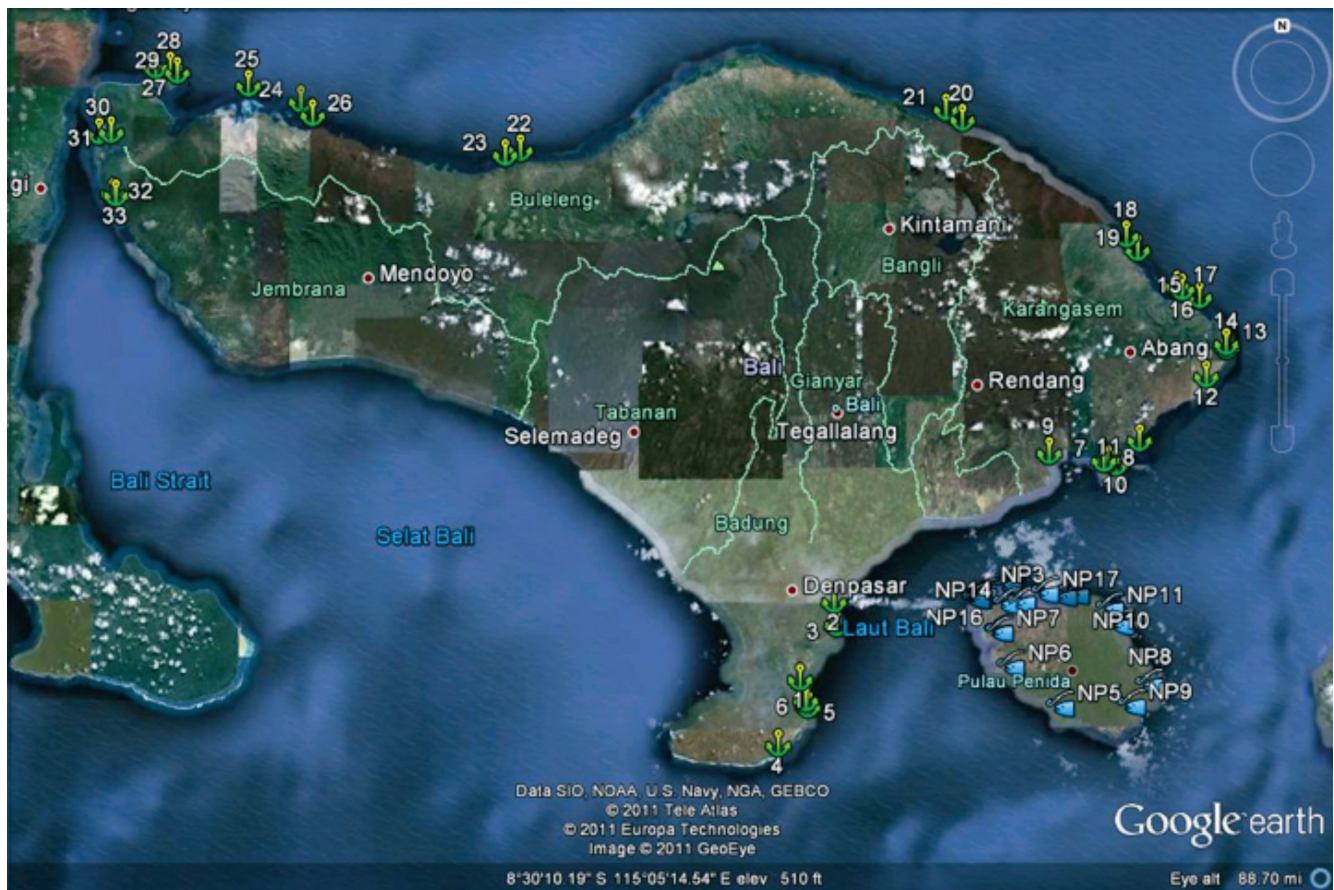 28
29
27
25
24
26
30
31
32
33
23
22
21
20
18
19
15
17
16
14
13
12
9
7
11
8
10
gi
Buleleng
Kintamani
Bangli
Mendoyo
Jembrana
Karangasem
Abang
Bali
Gianyar
Rendang
Bali
Tabanan
Tegallalang
Selemadeg
Bali Strait
Selat Bali
Badung
Denpasar
2
3
Laut Bali
NP14
NP3
NP17
NP11
NP16
NP7
NP10
NP6
NP8
Pulau Penida
NP5
NP9
6
1
5
4
Data SIO, NOAA, U.S. Navy, NGA, GEBCO
© 2011 Tele Atlas
© 2011 Europa Technologies
Image © 2011 GeoEye
Google earth
N
8°30'10.19" S 115°05'14.54" E elev 510 ft
Eye alt 88.70 mi